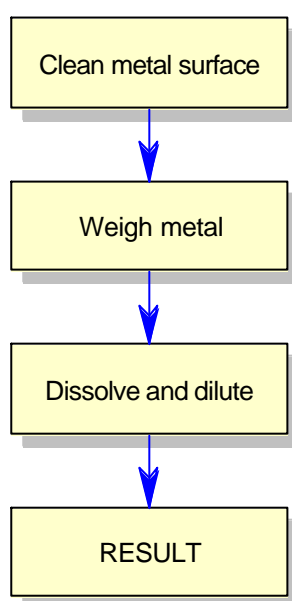 Clean metal surface
Weigh metal
Dissolve and dilute
RESULT